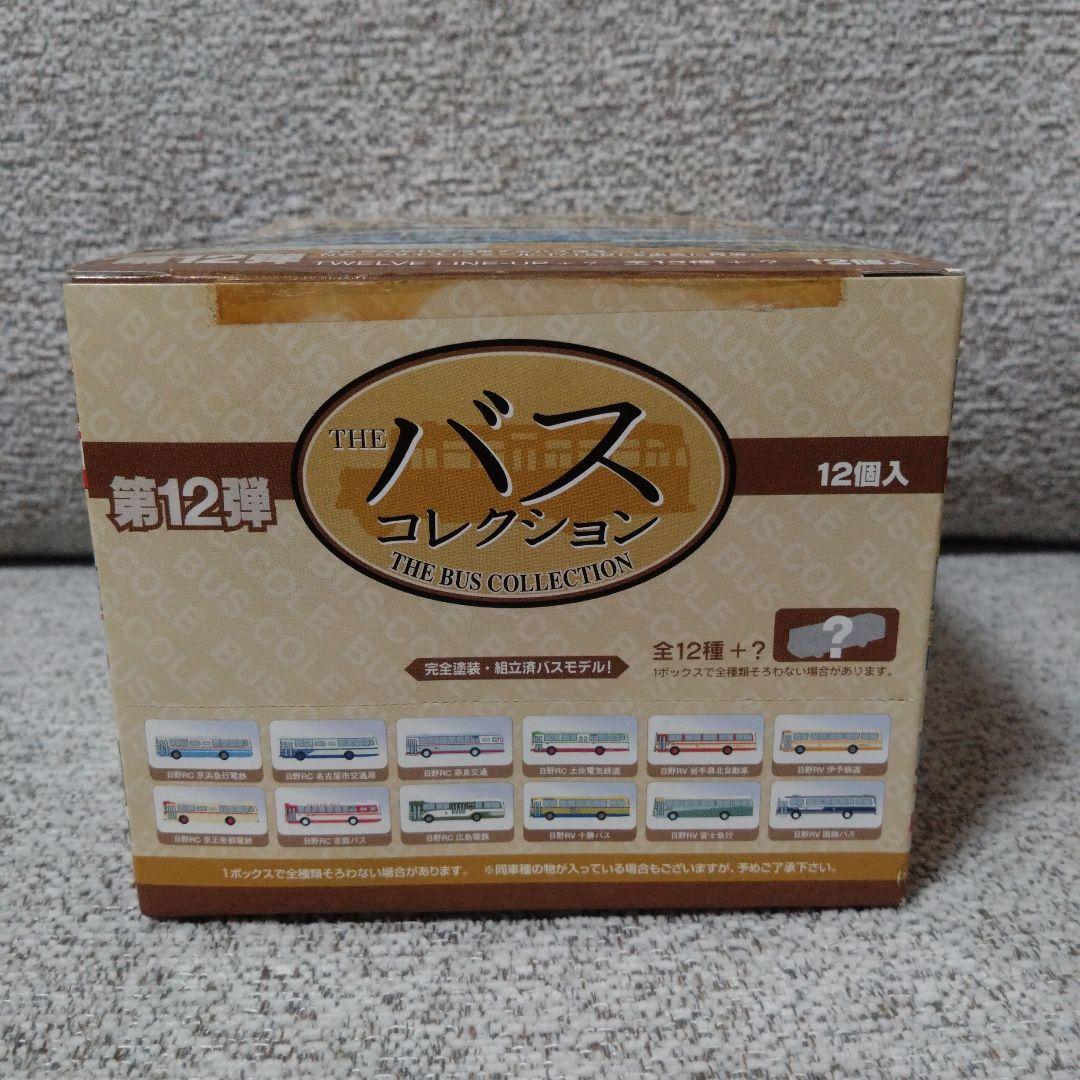 第12弾
TWELVE LINE-UP
12個入
THE
バス
コレクション
THE BUS COLLECTION
第12弾
12個入
全12種+?
?
1ボックスで全種類そろわない場合があります。
完全塗装・組立済バスモデル!
日野RC 京浜急行電鉄
日野RC 名古屋市交通局
日野RC 奈良交通
日野RC 土佐電気鉄道
日野RV 岩手県北自動車
日野RV 伊予鉄道
日野RC 京王帝都電鉄
日野RC 京阪バス
日野RC 広島電鉄
日野RV 十勝バス
日野RV 富士急行
日野RV 国鉄バス
1ボックスで全種類そろわない場合があります。 ※同車種の物が入っている場合もございますが、予めご了承下さい。